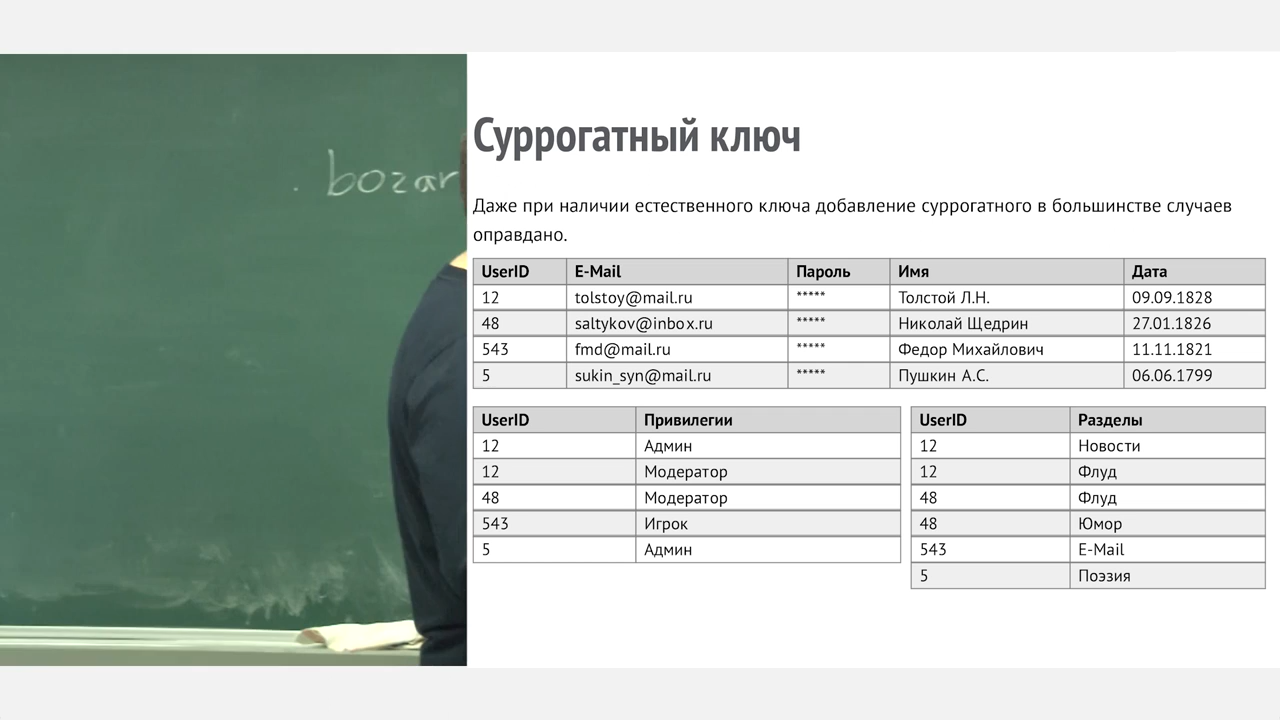 . bozar
Суррогатный ключ
Даже при наличии естественного ключа добавление суррогатного в большинстве случаев
оправдано.
UserID E-Mail Пароль Имя Дата
12 tolstoy@mail.ru ***** Толстой Л.Н. 09.09.1828
48 saltykov@inbox.ru ***** Николай Щедрин 27.01.1826
543 fmd@mail.ru ***** Федор Михайлович 11.11.1821
5 sukin_syn@mail.ru ***** Пушкин А.С. 06.06.1799
UserID Привилегии
12 Админ
12 Модератор
48 Модератор
543 Игрок
5 Админ
UserID Разделы
12 Новости
12 Флуд
48 Флуд
48 Юмор
543 E-Mail
5 Поэзия